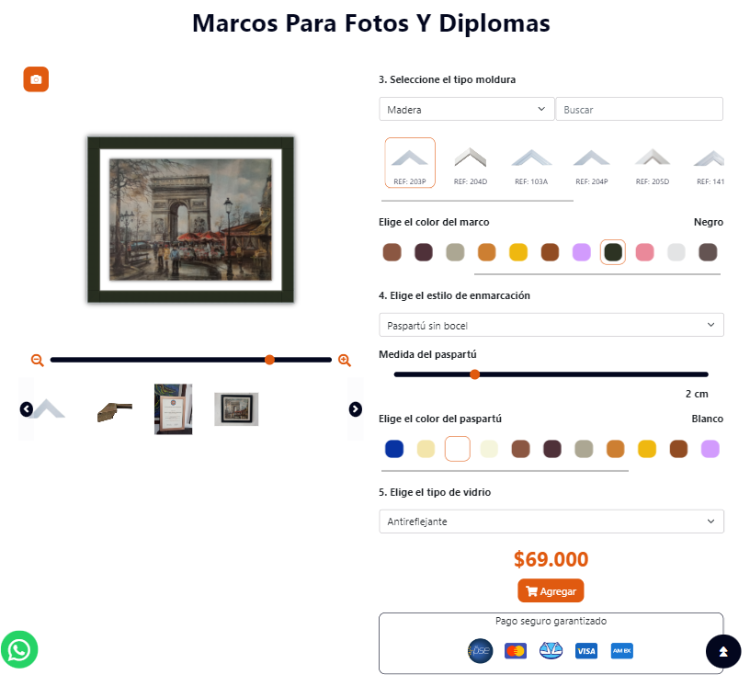 Marcos Para Fotos Y Diplomas
3. Seleccione el tipo moldura
Madera
Buscar
REF: 203P
REF: 204D
REF: 103A
REF: 204P
REF: 205D
REF: 141
Elige el color del marco
Negro
4. Elige el estilo de enmarcación
Paspartú sin bocel
Medida del paspartú
2 cm
Elige el color del paspartú
Blanco
5. Elige el tipo de vidrio
Antireflejante
$69.000
Agregar
Pago seguro garantizado
pse
VISA
AM EX